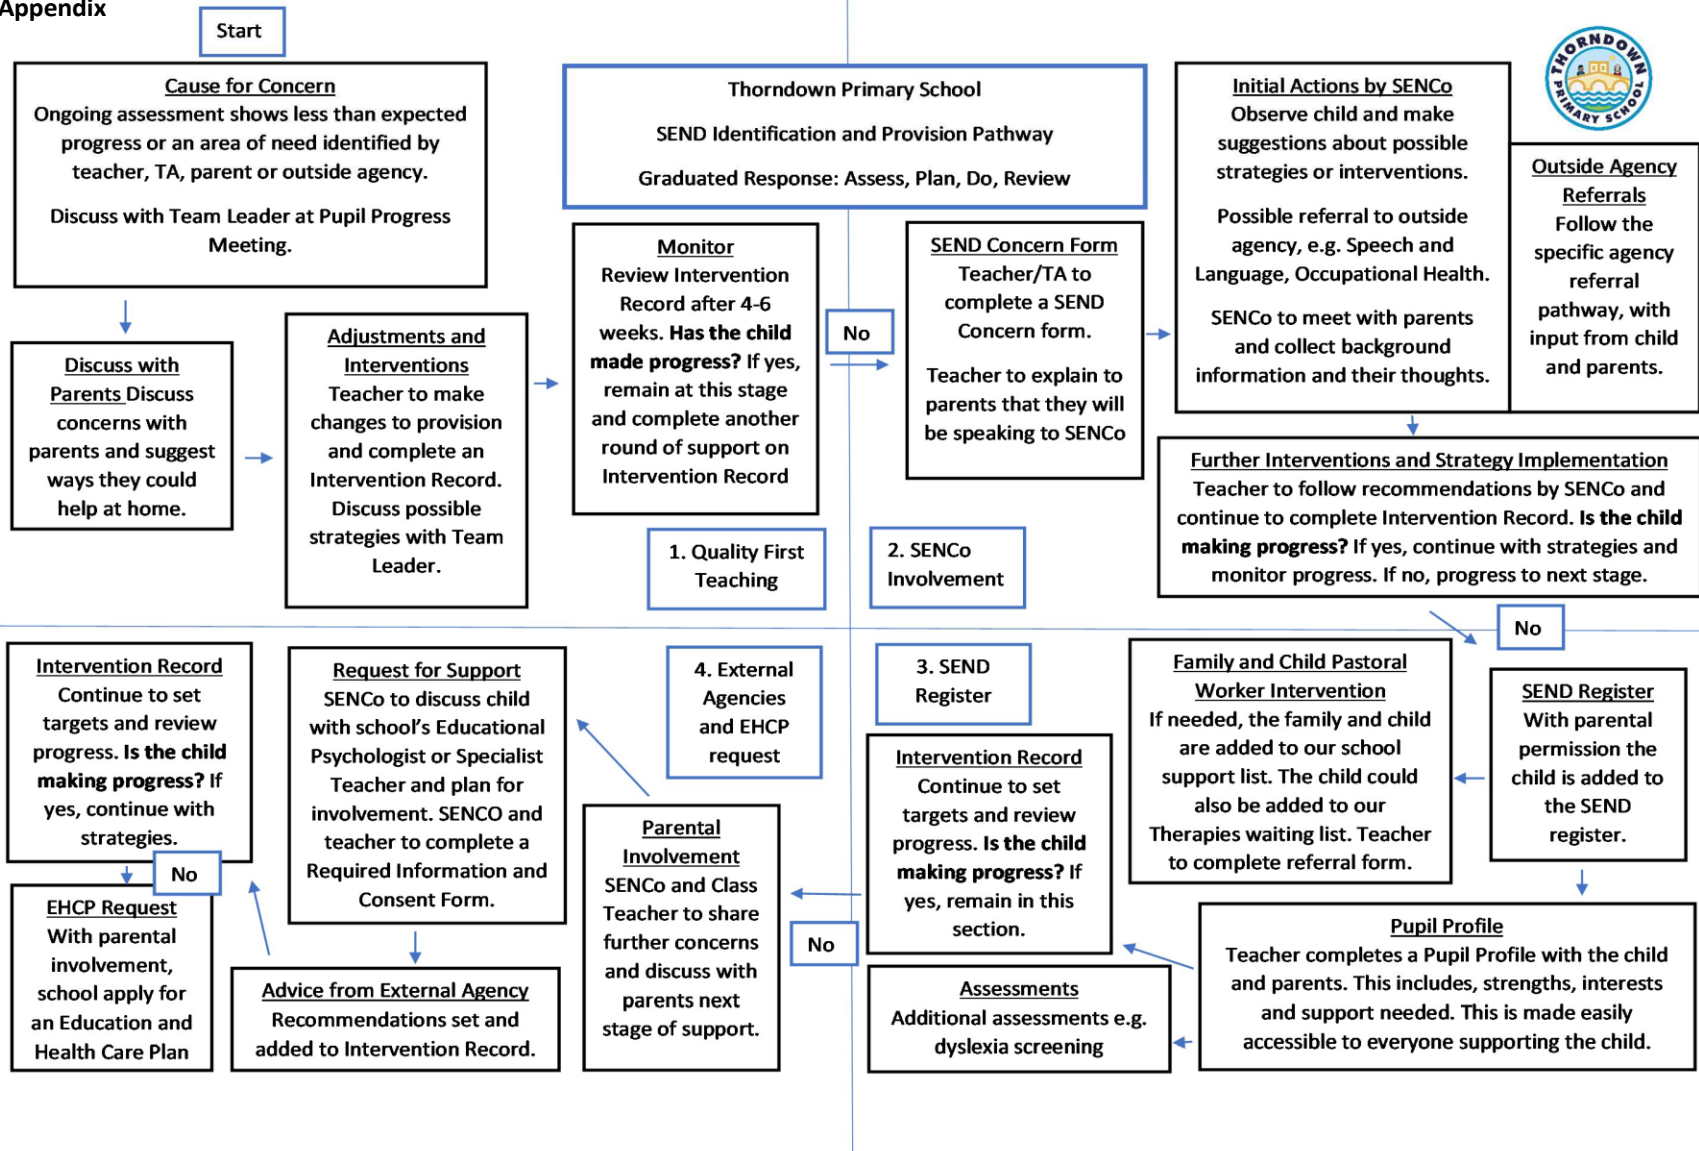 Appendix
Start
Cause for Concern
Ongoing assessment shows less than expected
progress or an area of need identified by
teacher, TA, parent or outside agency.
Discuss with Team Leader at Pupil Progress
Meeting.
Discuss with
Parents Discuss
concerns with
parents and suggest
ways they could
help at home.
Adjustments and
Interventions
Teacher to make
changes to provision
and complete an
Intervention Record.
Discuss possible
strategies with Team
Leader.
Thorndown Primary School
SEND Identification and Provision Pathway
Graduated Response: Assess, Plan, Do, Review
Monitor
Review Intervention
Record after 4-6
weeks. Has the child
made progress? If yes,
remain at this stage
and complete another
round of support on
Intervention Record
No
1. Quality First
Teaching
SEND Concern Form
Teacher/TA to
complete a SEND
Concern form.
Teacher to explain to
parents that they will
be speaking to SENCo
2. SENCo
Involvement
Initial Actions by SENCo
Observe child and make
suggestions about possible
strategies or interventions.
Possible referral to outside
agency, e.g. Speech and
Language, Occupational Health.
SENCo to meet with parents
and collect background
information and their thoughts.
THORNDOWN
PRIMARY SCHOOL
Outside Agency
Referrals
Follow the
specific agency
referral
pathway, with
input from child
and parents.
Further Interventions and Strategy Implementation
Teacher to follow recommendations by SENCo and
continue to complete Intervention Record. Is the child
making progress? If yes, continue with strategies and
monitor progress. If no, progress to next stage.
No
3. SEND
Register
SEND Register
With parental
permission the
child is added to
the SEND
register.
Family and Child Pastoral
Worker Intervention
If needed, the family and child
are added to our school
support list. The child could
also be added to our
Therapies waiting list. Teacher
to complete referral form.
Pupil Profile
Teacher completes a Pupil Profile with the child
and parents. This includes, strengths, interests
and support needed. This is made easily
accessible to everyone supporting the child.
Intervention Record
Continue to set
targets and review
progress. Is the child
making progress? If
yes, remain in this
section.
Assessments
Additional assessments e.g.
dyslexia screening
No
4. External
Agencies
and EHCP
request
Parental
Involvement
SENCo and Class
Teacher to share
further concerns
and discuss with
parents next
stage of support.
Request for Support
SENCo to discuss child
with school’s Educational
Psychologist or Specialist
Teacher and plan for
involvement. SENCO and
teacher to complete a
Required Information and
Consent Form.
Advice from External Agency
Recommendations set and
added to Intervention Record.
Intervention Record
Continue to set
targets and review
progress. Is the child
making progress? If
yes, continue with
strategies.
No
EHCP Request
With parental
involvement,
school apply for
an Education and
Health Care Plan